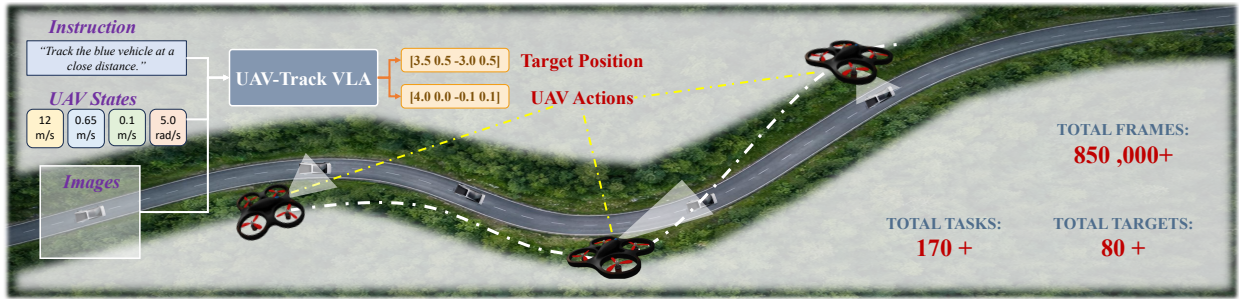 Instruction
“Track the blue vehicle at a
close distance.”
UAV States
12
m/s
0.65
m/s
0.1
m/s
5.0
rad/s
Images
UAV-Track VLA
[3.5 0.5 -3.0 0.5]
Target Position
[4.0 0.0 -0.1 0.1]
UAV Actions
TOTAL FRAMES:
850 ,000+
TOTAL TASKS:
170 +
TOTAL TARGETS:
80 +